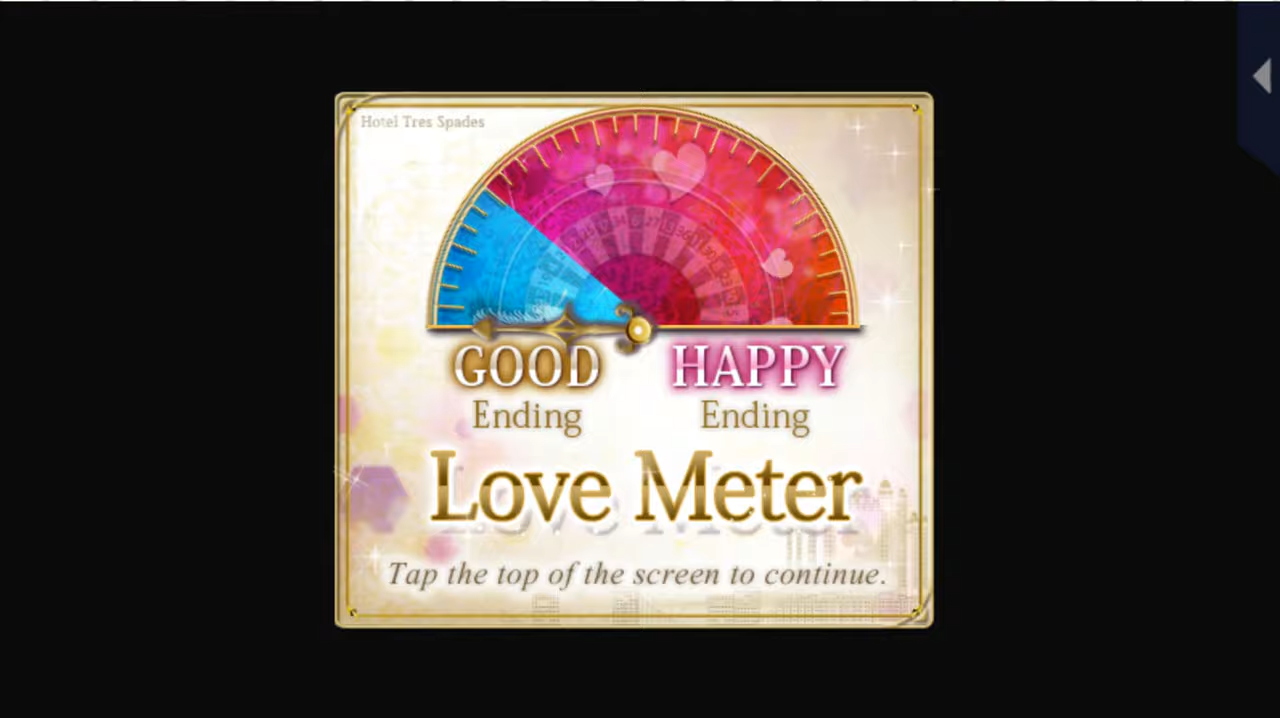 Hotel Tres Spades
GOOD
Ending
HAPPY
Ending
Love Meter
Tap the top of the screen to continue.